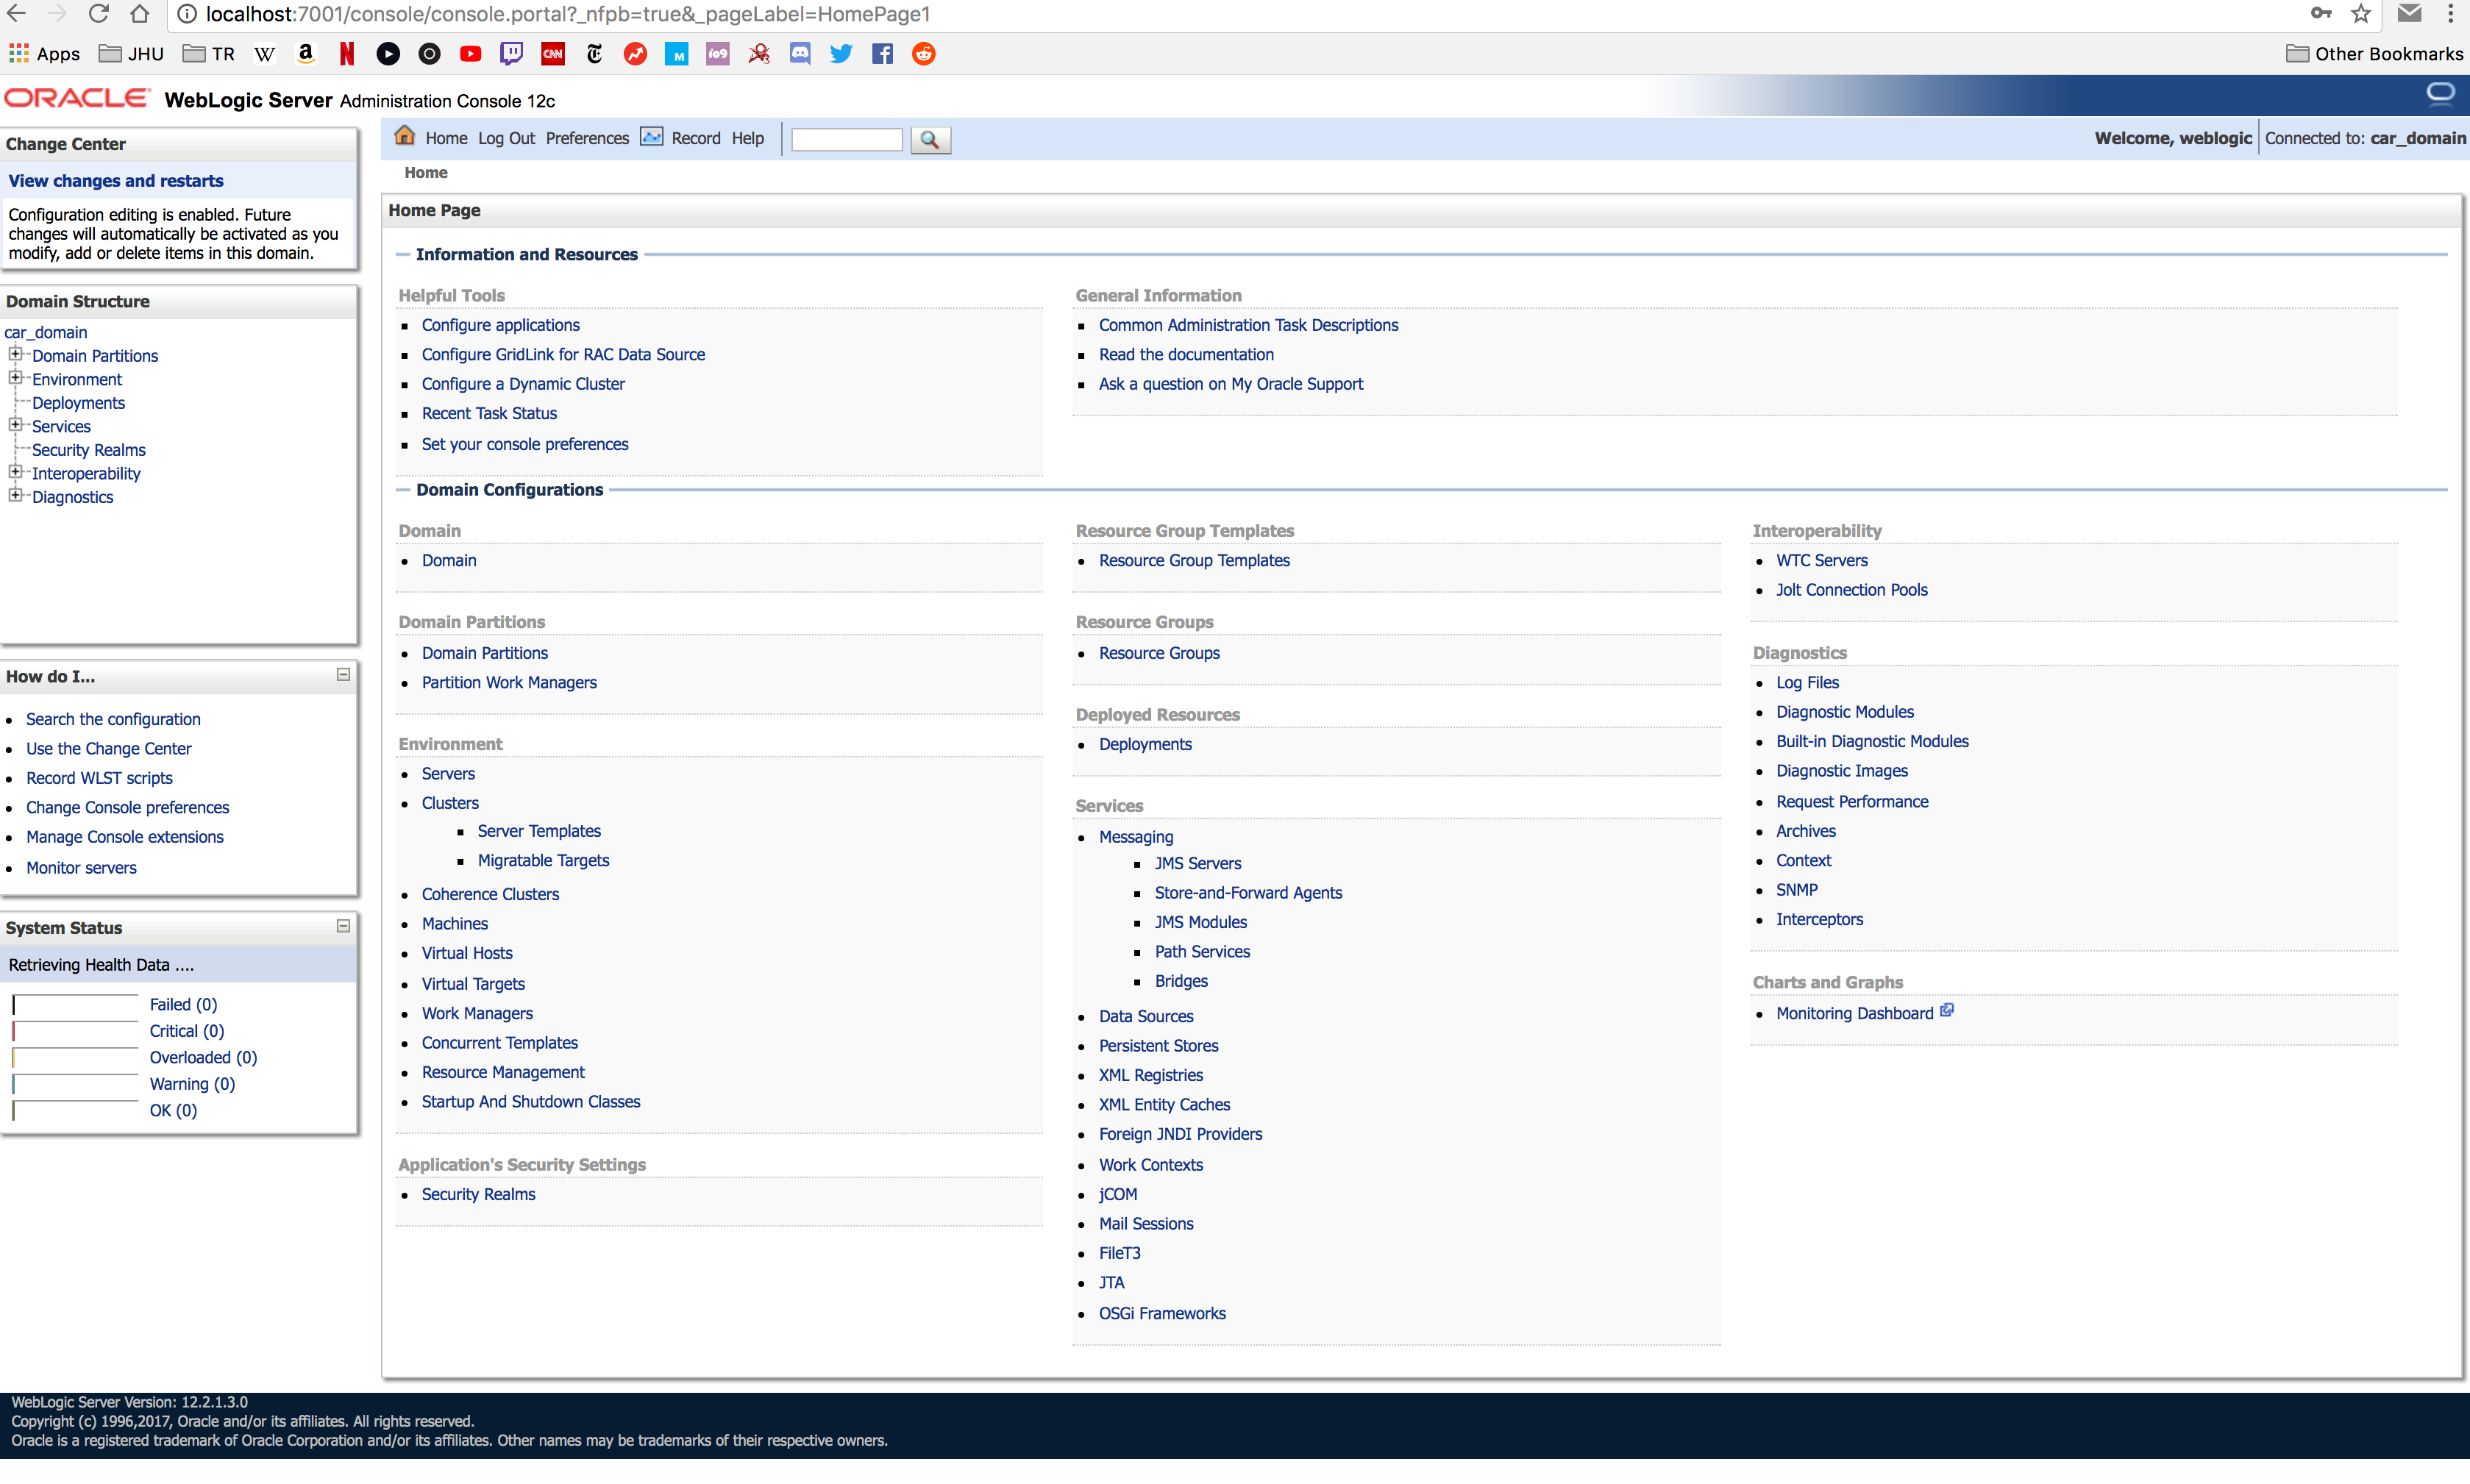 localhost:7001/console/console.portal?_nfpb=true&_pageLabel=HomePage1
Apps JHU TR W a N CNN T M io9 Other Bookmarks
ORACLE WebLogic Server Administration Console 12c
Change Center
View changes and restarts
Configuration editing is enabled. Future
changes will automatically be activated as you
modify, add or delete items in this domain.
Domain Structure
car_domain
Domain Partitions
Environment
Deployments
Services
Security Realms
Interoperability
Diagnostics
How do I...
Search the configuration
Use the Change Center
Record WLST scripts
Change Console preferences
Manage Console extensions
Monitor servers
System Status
Retrieving Health Data ....
Failed (0)
Critical (0)
Overloaded (0)
Warning (0)
OK (0)
Home Log Out Preferences Record Help
Welcome, weblogic Connected to: car_domain
Home
Home Page
Information and Resources
Helpful Tools
Configure applications
Configure GridLink for RAC Data Source
Configure a Dynamic Cluster
Recent Task Status
Set your console preferences
General Information
Common Administration Task Descriptions
Read the documentation
Ask a question on My Oracle Support
Domain Configurations
Domain
Domain
Domain Partitions
Domain Partitions
Partition Work Managers
Environment
Servers
Clusters
Server Templates
Migratable Targets
Coherence Clusters
Machines
Virtual Hosts
Virtual Targets
Work Managers
Concurrent Templates
Resource Management
Startup And Shutdown Classes
Application's Security Settings
Security Realms
Resource Group Templates
Resource Group Templates
Resource Groups
Resource Groups
Deployed Resources
Deployments
Services
Messaging
JMS Servers
Store-and-Forward Agents
JMS Modules
Path Services
Bridges
Data Sources
Persistent Stores
XML Registries
XML Entity Caches
Foreign JNDI Providers
Work Contexts
jCOM
Mail Sessions
FileT3
JTA
OSGi Frameworks
Interoperability
WTC Servers
Jolt Connection Pools
Diagnostics
Log Files
Diagnostic Modules
Built-in Diagnostic Modules
Diagnostic Images
Request Performance
Archives
Context
SNMP
Interceptors
Charts and Graphs
Monitoring Dashboard
WebLogic Server Version: 12.2.1.3.0
Copyright (c) 1996,2017, Oracle and/or its affiliates. All rights reserved.
Oracle is a registered trademark of Oracle Corporation and/or its affiliates. Other names may be trademarks of their respective owners.